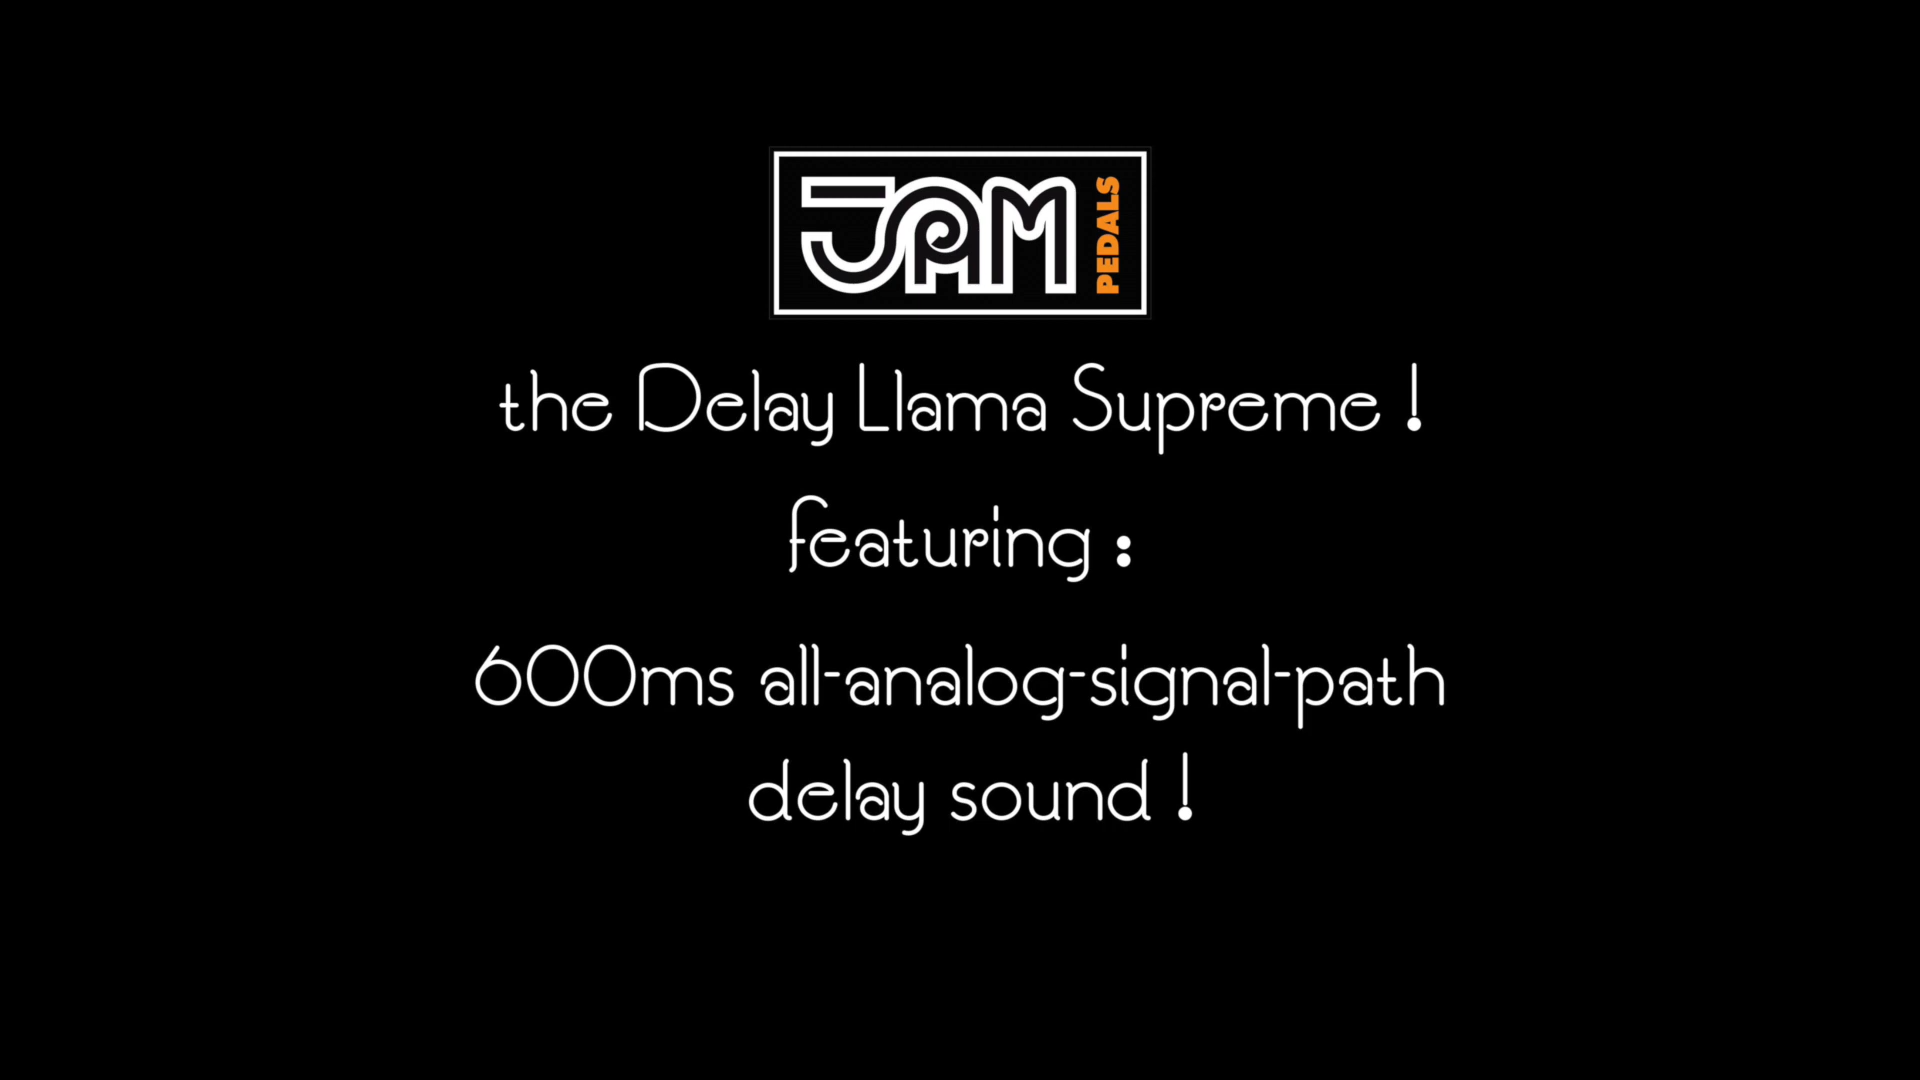 JAM PEDALS
the Delay Llama Supreme !
featuring :
600ms all-analog-signal-path
delay sound !